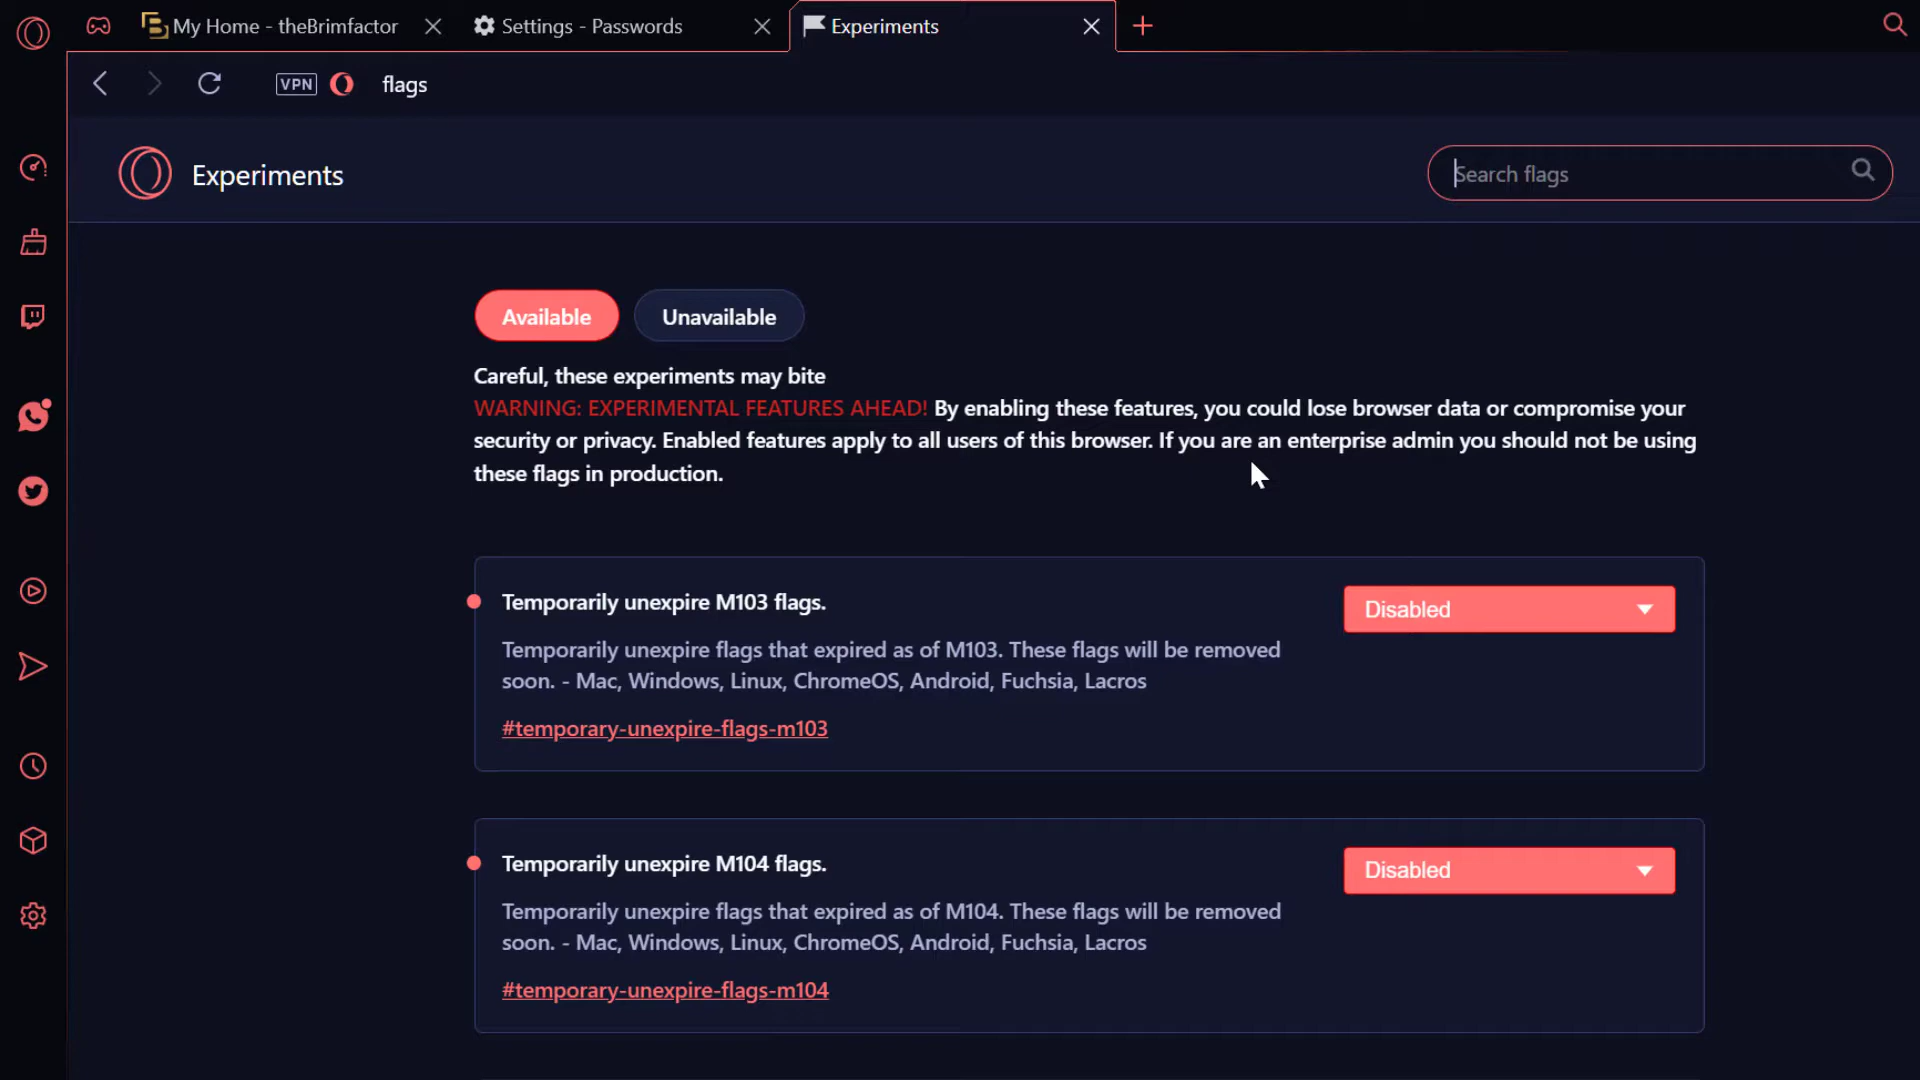 My Home - theBrimfactor
Settings - Passwords
Experiments
VPN
flags
Experiments
Search flags
Available
Unavailable
Careful, these experiments may bite
WARNING: EXPERIMENTAL FEATURES AHEAD! By enabling these features, you could lose browser data or compromise your
security or privacy. Enabled features apply to all users of this browser. If you are an enterprise admin you should not be using
these flags in production.
Temporarily unexpire M103 flags.
Disabled
Temporarily unexpire flags that expired as of M103. These flags will be removed
soon. - Mac, Windows, Linux, ChromeOS, Android, Fuchsia, Lacros
#temporary-unexpire-flags-m103
Temporarily unexpire M104 flags.
Disabled
Temporarily unexpire flags that expired as of M104. These flags will be removed
soon. - Mac, Windows, Linux, ChromeOS, Android, Fuchsia, Lacros
#temporary-unexpire-flags-m104